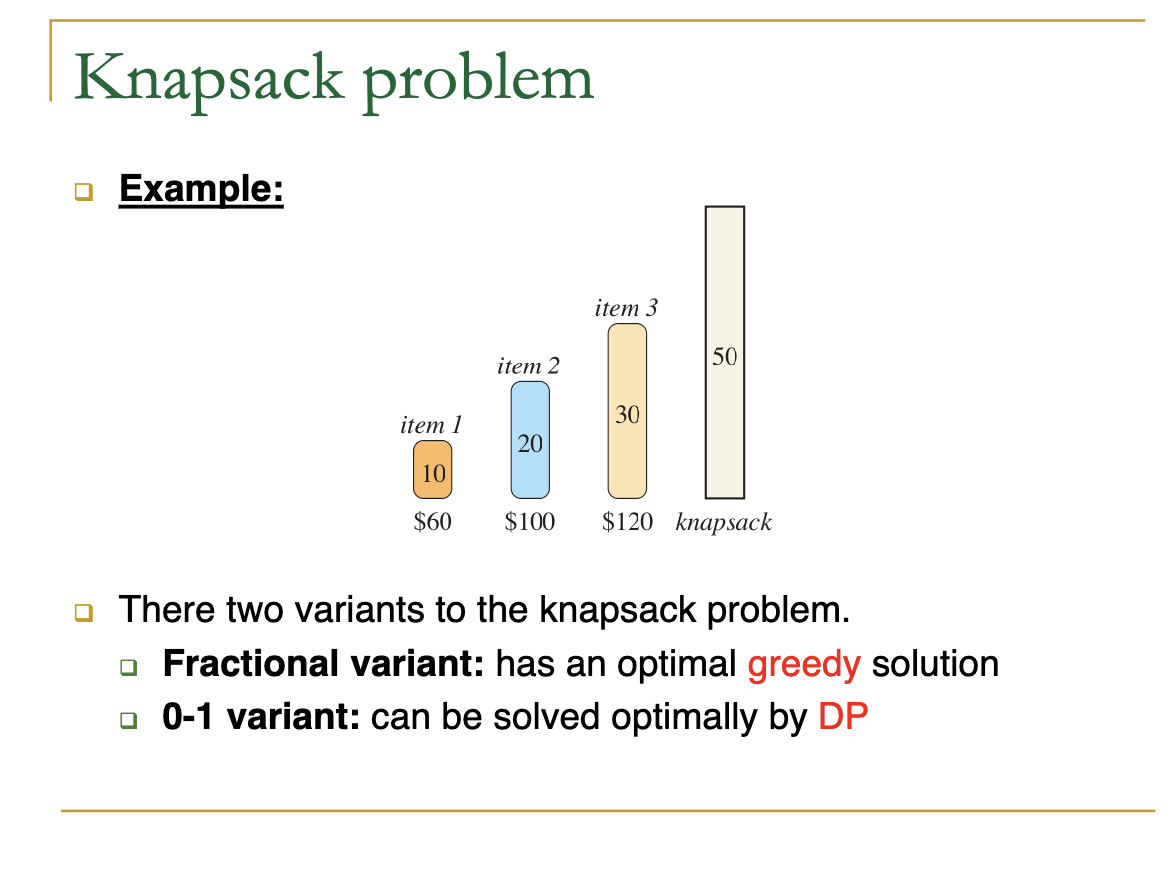 Knapsack problem
Example:
item 3
50
item 2
30
item 1
20
10
$60 $100 $120 knapsack
There two variants to the knapsack problem.
Fractional variant: has an optimal greedy solution
0-1 variant: can be solved optimally by DP